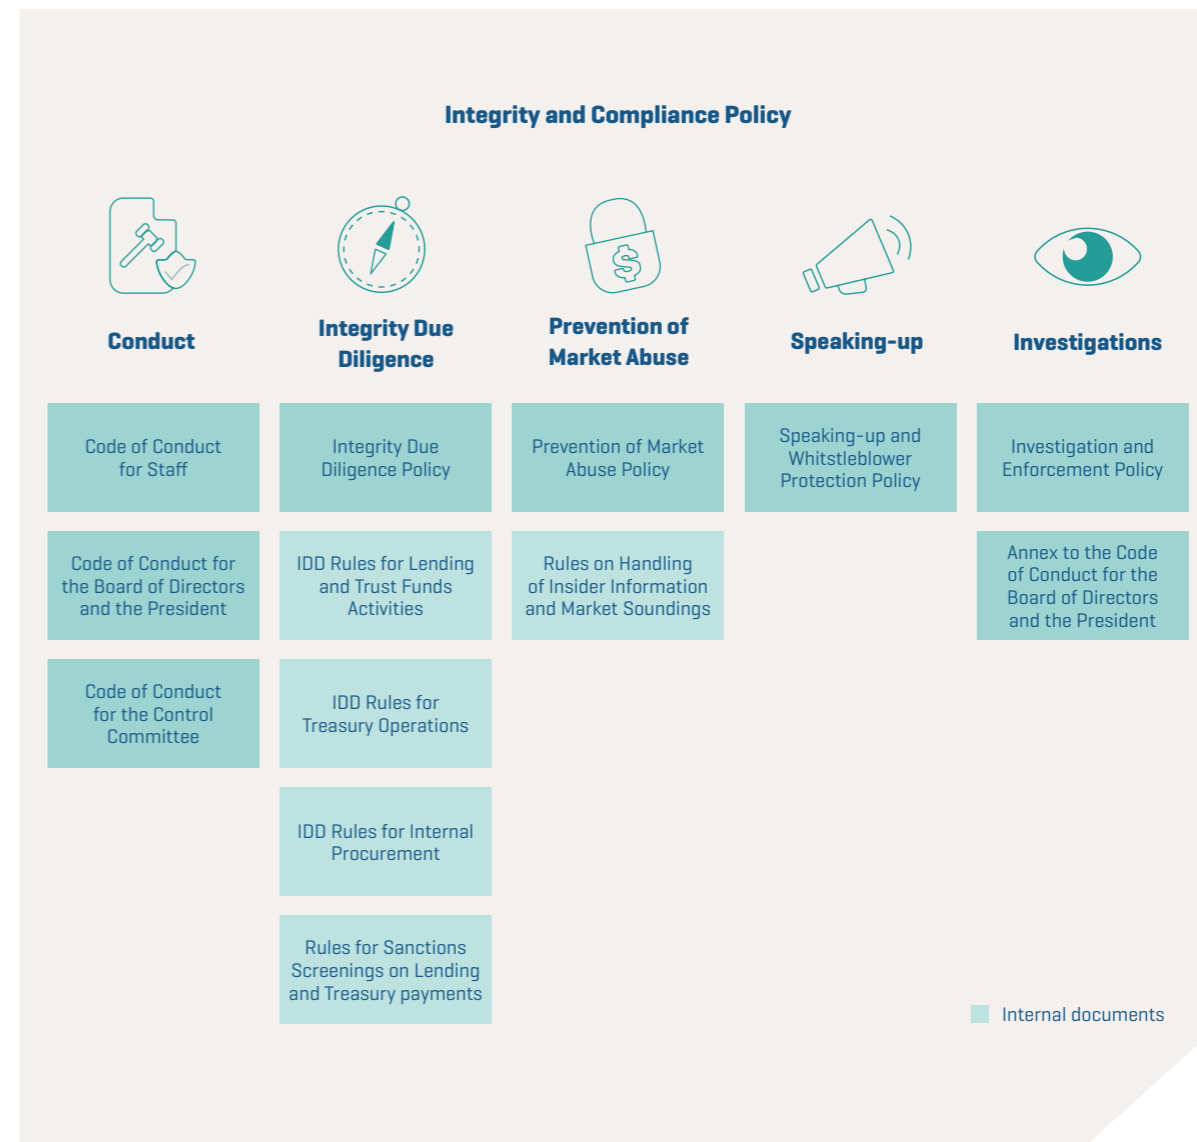 Integrity and Compliance Policy
$
Conduct
Integrity Due
Diligence
Prevention of
Market Abuse
Speaking-up
Investigations
Code of Conduct
for Staff
Code of Conduct for
the Board of Directors
and the President
Code of Conduct
for the Control
Committee
Integrity Due
Diligence Policy
IDD Rules for Lending
and Trust Funds
Activities
IDD Rules for
Treasury Operations
IDD Rules for Internal
Procurement
Rules for Sanctions
Screenings on Lending
and Treasury payments
Prevention of Market
Abuse Policy
Rules on Handling
of Insider Information
and Market Soundings
Speaking-up and
Whitstleblower
Protection Policy
Investigation and
Enforcement Policy
Annex to the Code
of Conduct for the
Board of Directors
and the President
Internal documents